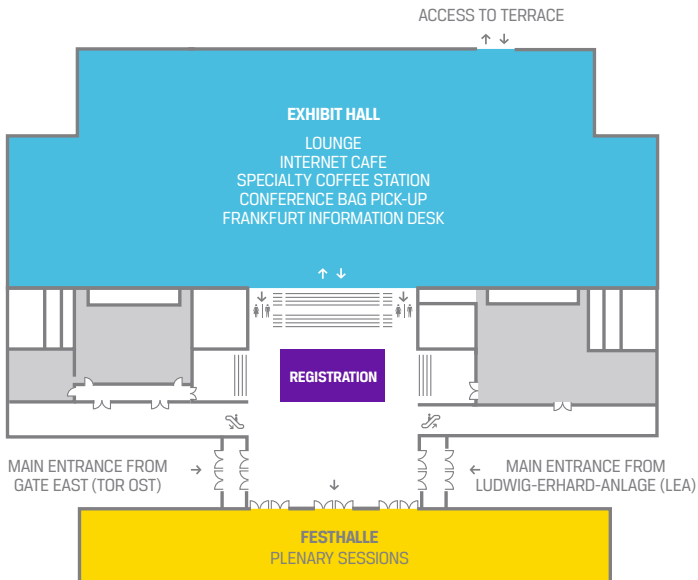 ACCESS TO TERRACE
EXHIBIT HALL
LOUNGE
INTERNET CAFE
SPECIALTY COFFEE STATION
CONFERENCE BAG PICK-UP
FRANKFURT INFORMATION DESK
REGISTRATION
MAIN ENTRANCE FROM
GATE EAST (TOR OST)
MAIN ENTRANCE FROM
LUDWIG-ERHARD-ANLAGE (LEA)
FESTHALLE
PLENARY SESSIONS